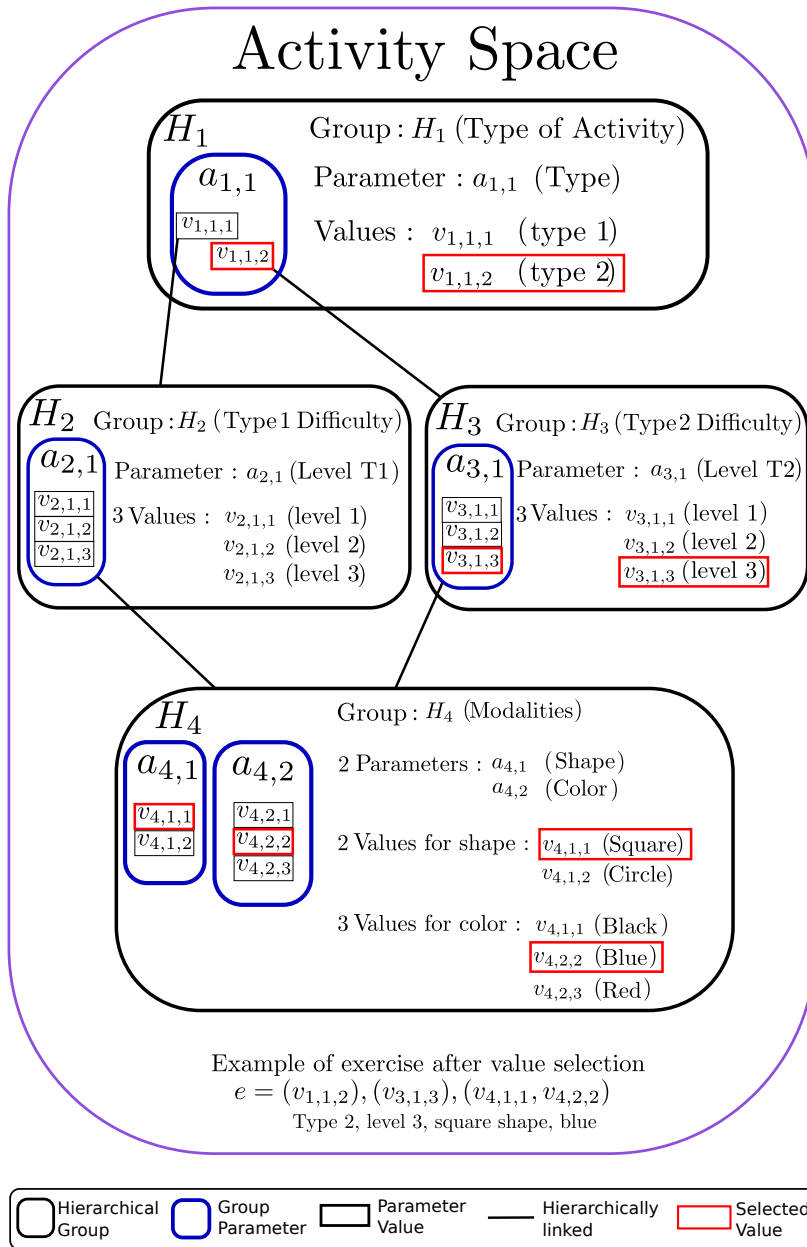 Activity Space
H₁
Group : H₁ (Type of Activity)
a₁,₁
Parameter : a₁,₁ (Type)
v₁,₁,₁
v₁,₁,₂
Values : v₁,₁,₁ (type 1)
v₁,₁,₂ (type 2)
H₂
Group : H₂ (Type 1 Difficulty)
a₂,₁
Parameter : a₂,₁ (Level T1)
v₂,₁,₁
v₂,₁,₂
v₂,₁,₃
3 Values : v₂,₁,₁ (level 1)
v₂,₁,₂ (level 2)
v₂,₁,₃ (level 3)
H₃
Group : H₃ (Type 2 Difficulty)
a₃,₁
Parameter : a₃,₁ (Level T2)
v₃,₁,₁
v₃,₁,₂
v₃,₁,₃
3 Values : v₃,₁,₁ (level 1)
v₃,₁,₂ (level 2)
v₃,₁,₃ (level 3)
H₄
Group : H₄ (Modalities)
a₄,₁
a₄,₂
v₄,₁,₁
v₄,₁,₂
v₄,₂,₁
v₄,₂,₂
v₄,₂,₃
2 Parameters : a₄,₁ (Shape)
a₄,₂ (Color)
2 Values for shape : v₄,₁,₁ (Square)
v₄,₁,₂ (Circle)
3 Values for color : v₄,₁,₁ (Black)
v₄,₂,₂ (Blue)
v₄,₂,₃ (Red)
Example of exercise after value selection
e = (v₁,₁,₂), (v₃,₁,₃), (v₄,₁,₁, v₄,₂,₂)
Type 2, level 3, square shape, blue
Hierarchical
Group
Group
Parameter
Parameter
Value
Hierarchically
linked
Selected
Value